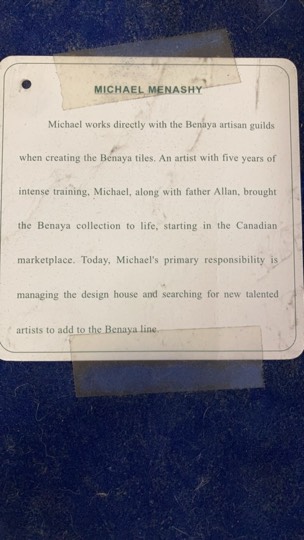 MICHAEL MENASHY
Michael works directly with the Benaya artisan guilds
when creating the Benaya tiles. An artist with five years of
intense training, Michael, along with father Allan, brought
the Benaya collection to life, starting in the Canadian
marketplace. Today, Michael's primary responsibility is
managing the design house and searching for new talented
artists to add to the Benaya line.